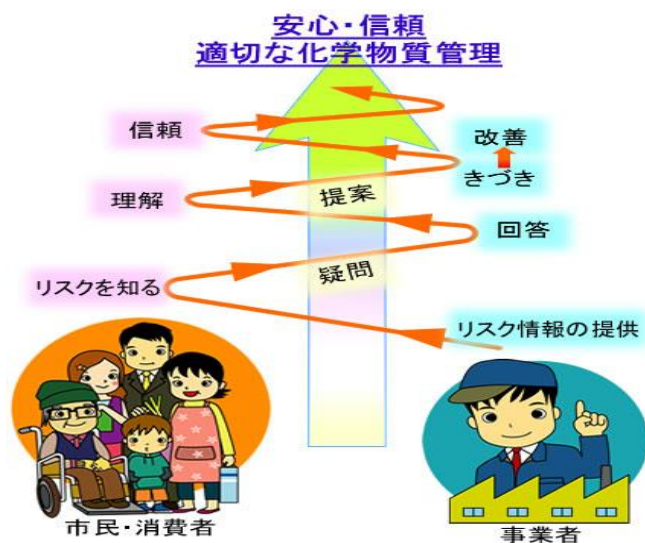 安心・信頼
適切な化学物質管理
信頼
改善
きづき
理解
提案
回答
疑問
リスクを知る
リスク情報の提供
市民・消費者
事業者